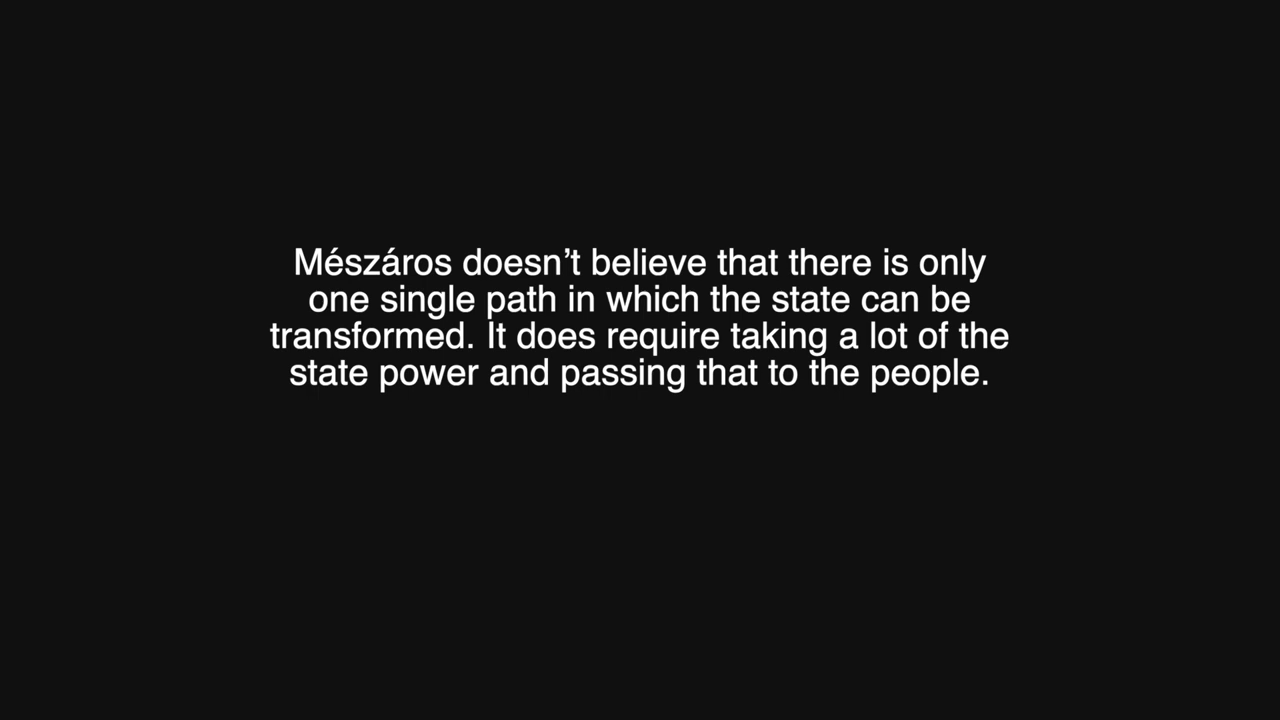 Mészáros doesn’t believe that there is only
one single path in which the state can be
transformed. It does require taking a lot of the
state power and passing that to the people.